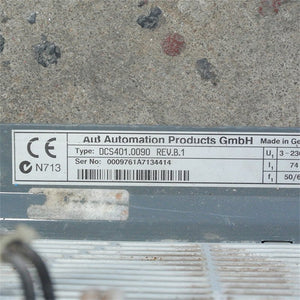 ABB Automation Products GmbH Made in Ge
Type: DCS401.0090 REV.B.1
Ser No: 0009761A7134414
CE
N713
U₁ 3~230
I₁ 74
f₁ 50/6